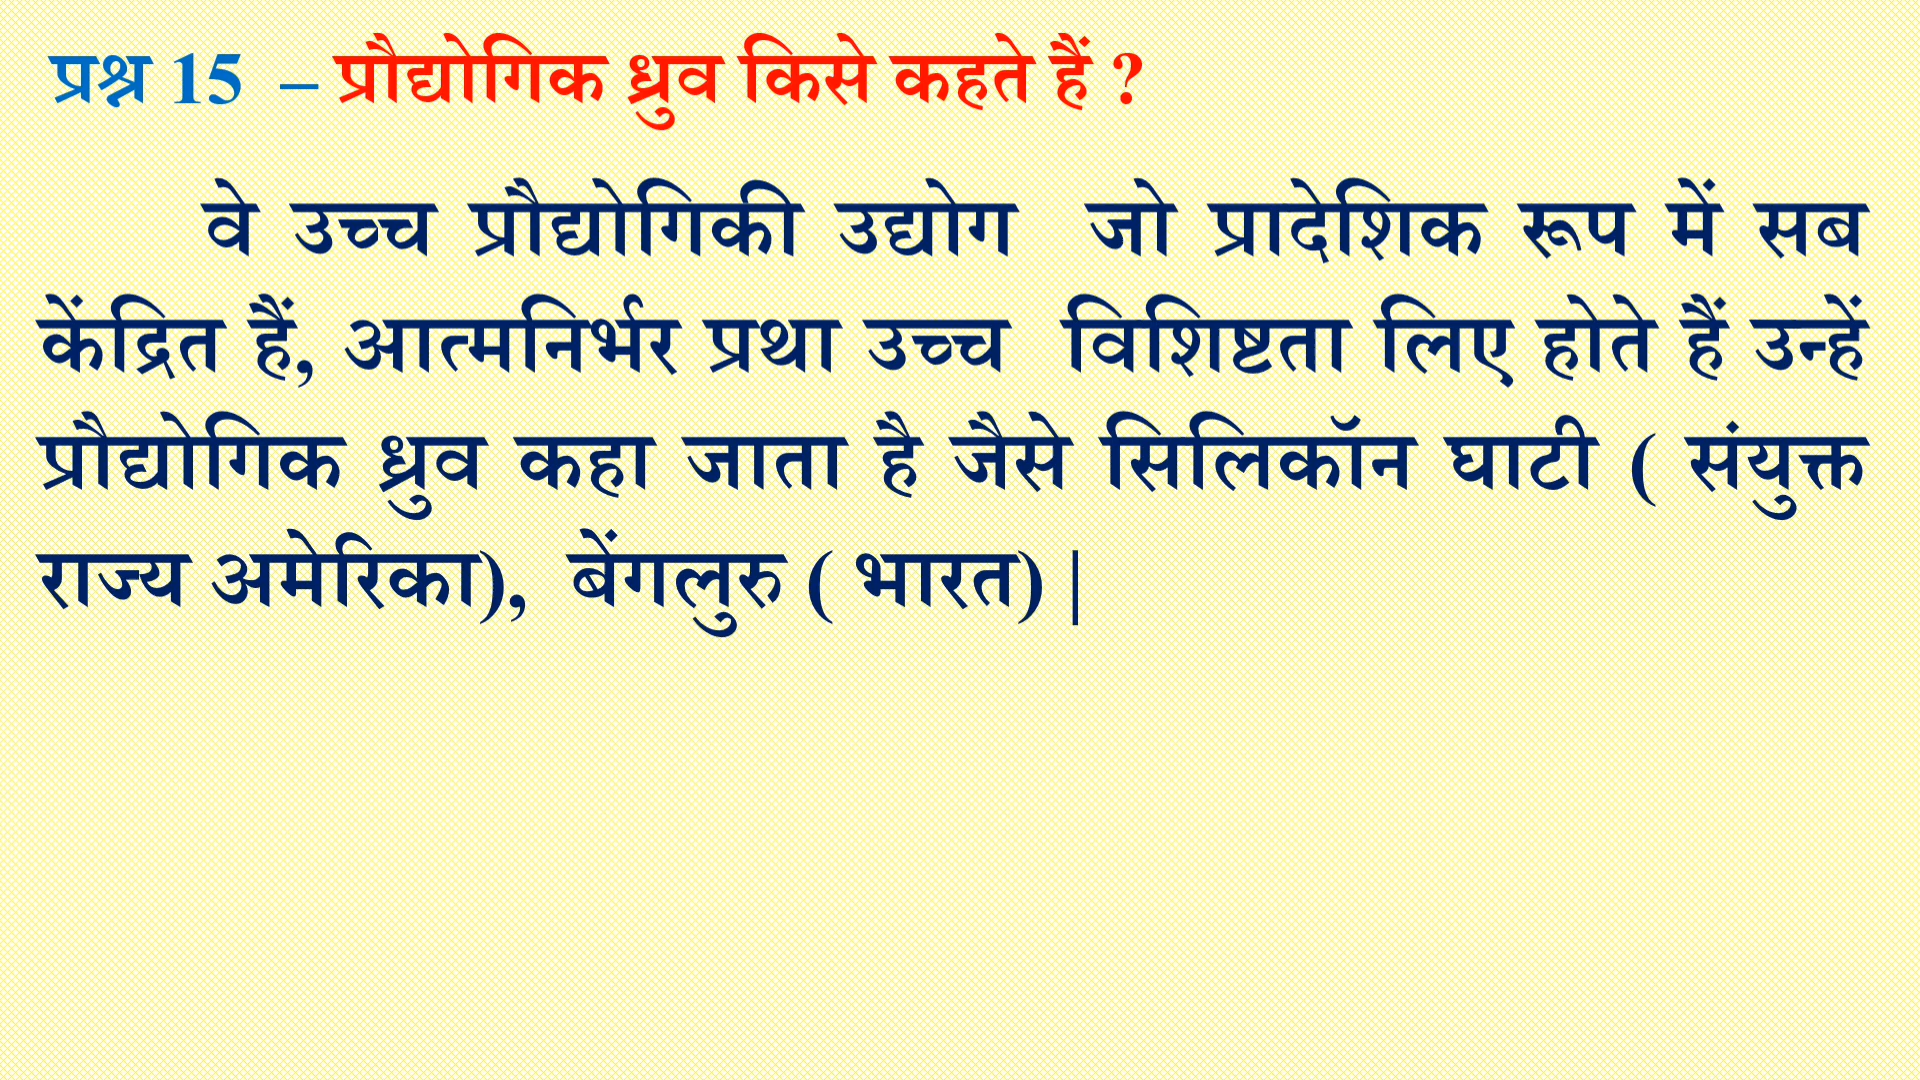 प्रश्न 15 – प्रौद्योगिक ध्रुव किसे कहते हैं ?
वे उच्च प्रौद्योगिकी उद्योग जो प्रादेशिक रूप में सब
केंद्रित हैं, आत्मनिर्भर प्रथा उच्च विशिष्टता लिए होते हैं उन्हें
प्रौद्योगिक ध्रुव कहा जाता है जैसे सिलिकॉन घाटी ( संयुक्त
राज्य अमेरिका), बेंगलुरु ( भारत) |